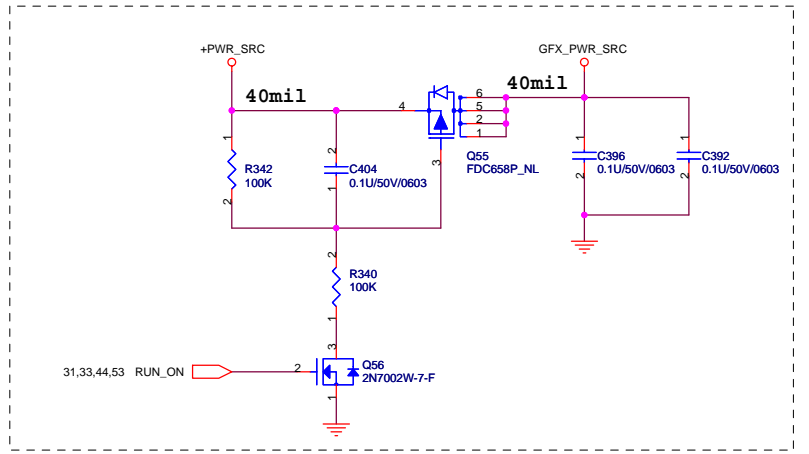 +PWR_SRC
GFX_PWR_SRC
40mil
40mil
4
6
5
2
1
3
Q55
FDC658P_NL
1
R342
100K
2
2
C404
0.1U/50V/0603
1
1
C396
0.1U/50V/0603
2
1
C392
0.1U/50V/0603
2
2
R340
100K
1
31,33,44,53 RUN_ON
2
3
Q56
2N7002W-7-F
1